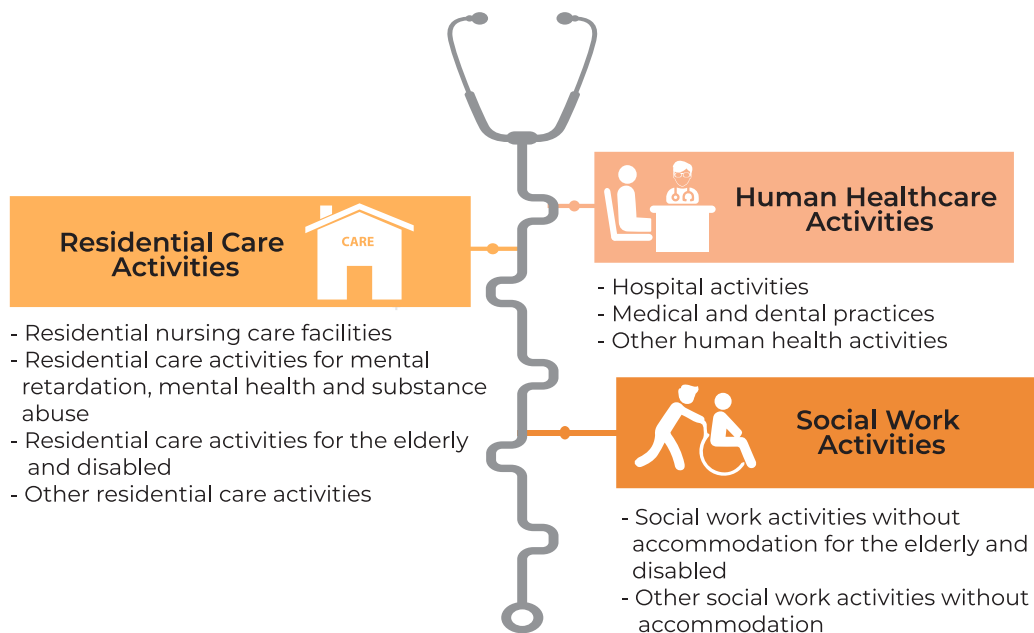 Human Healthcare
Activities
- Hospital activities
- Medical and dental practices
- Other human health activities
Residential Care
Activities
CARE
- Residential nursing care facilities
- Residential care activities for mental
retardation, mental health and substance
abuse
- Residential care activities for the elderly
and disabled
- Other residential care activities
Social Work
Activities
- Social work activities without
accommodation for the elderly and
disabled
- Other social work activities without
accommodation